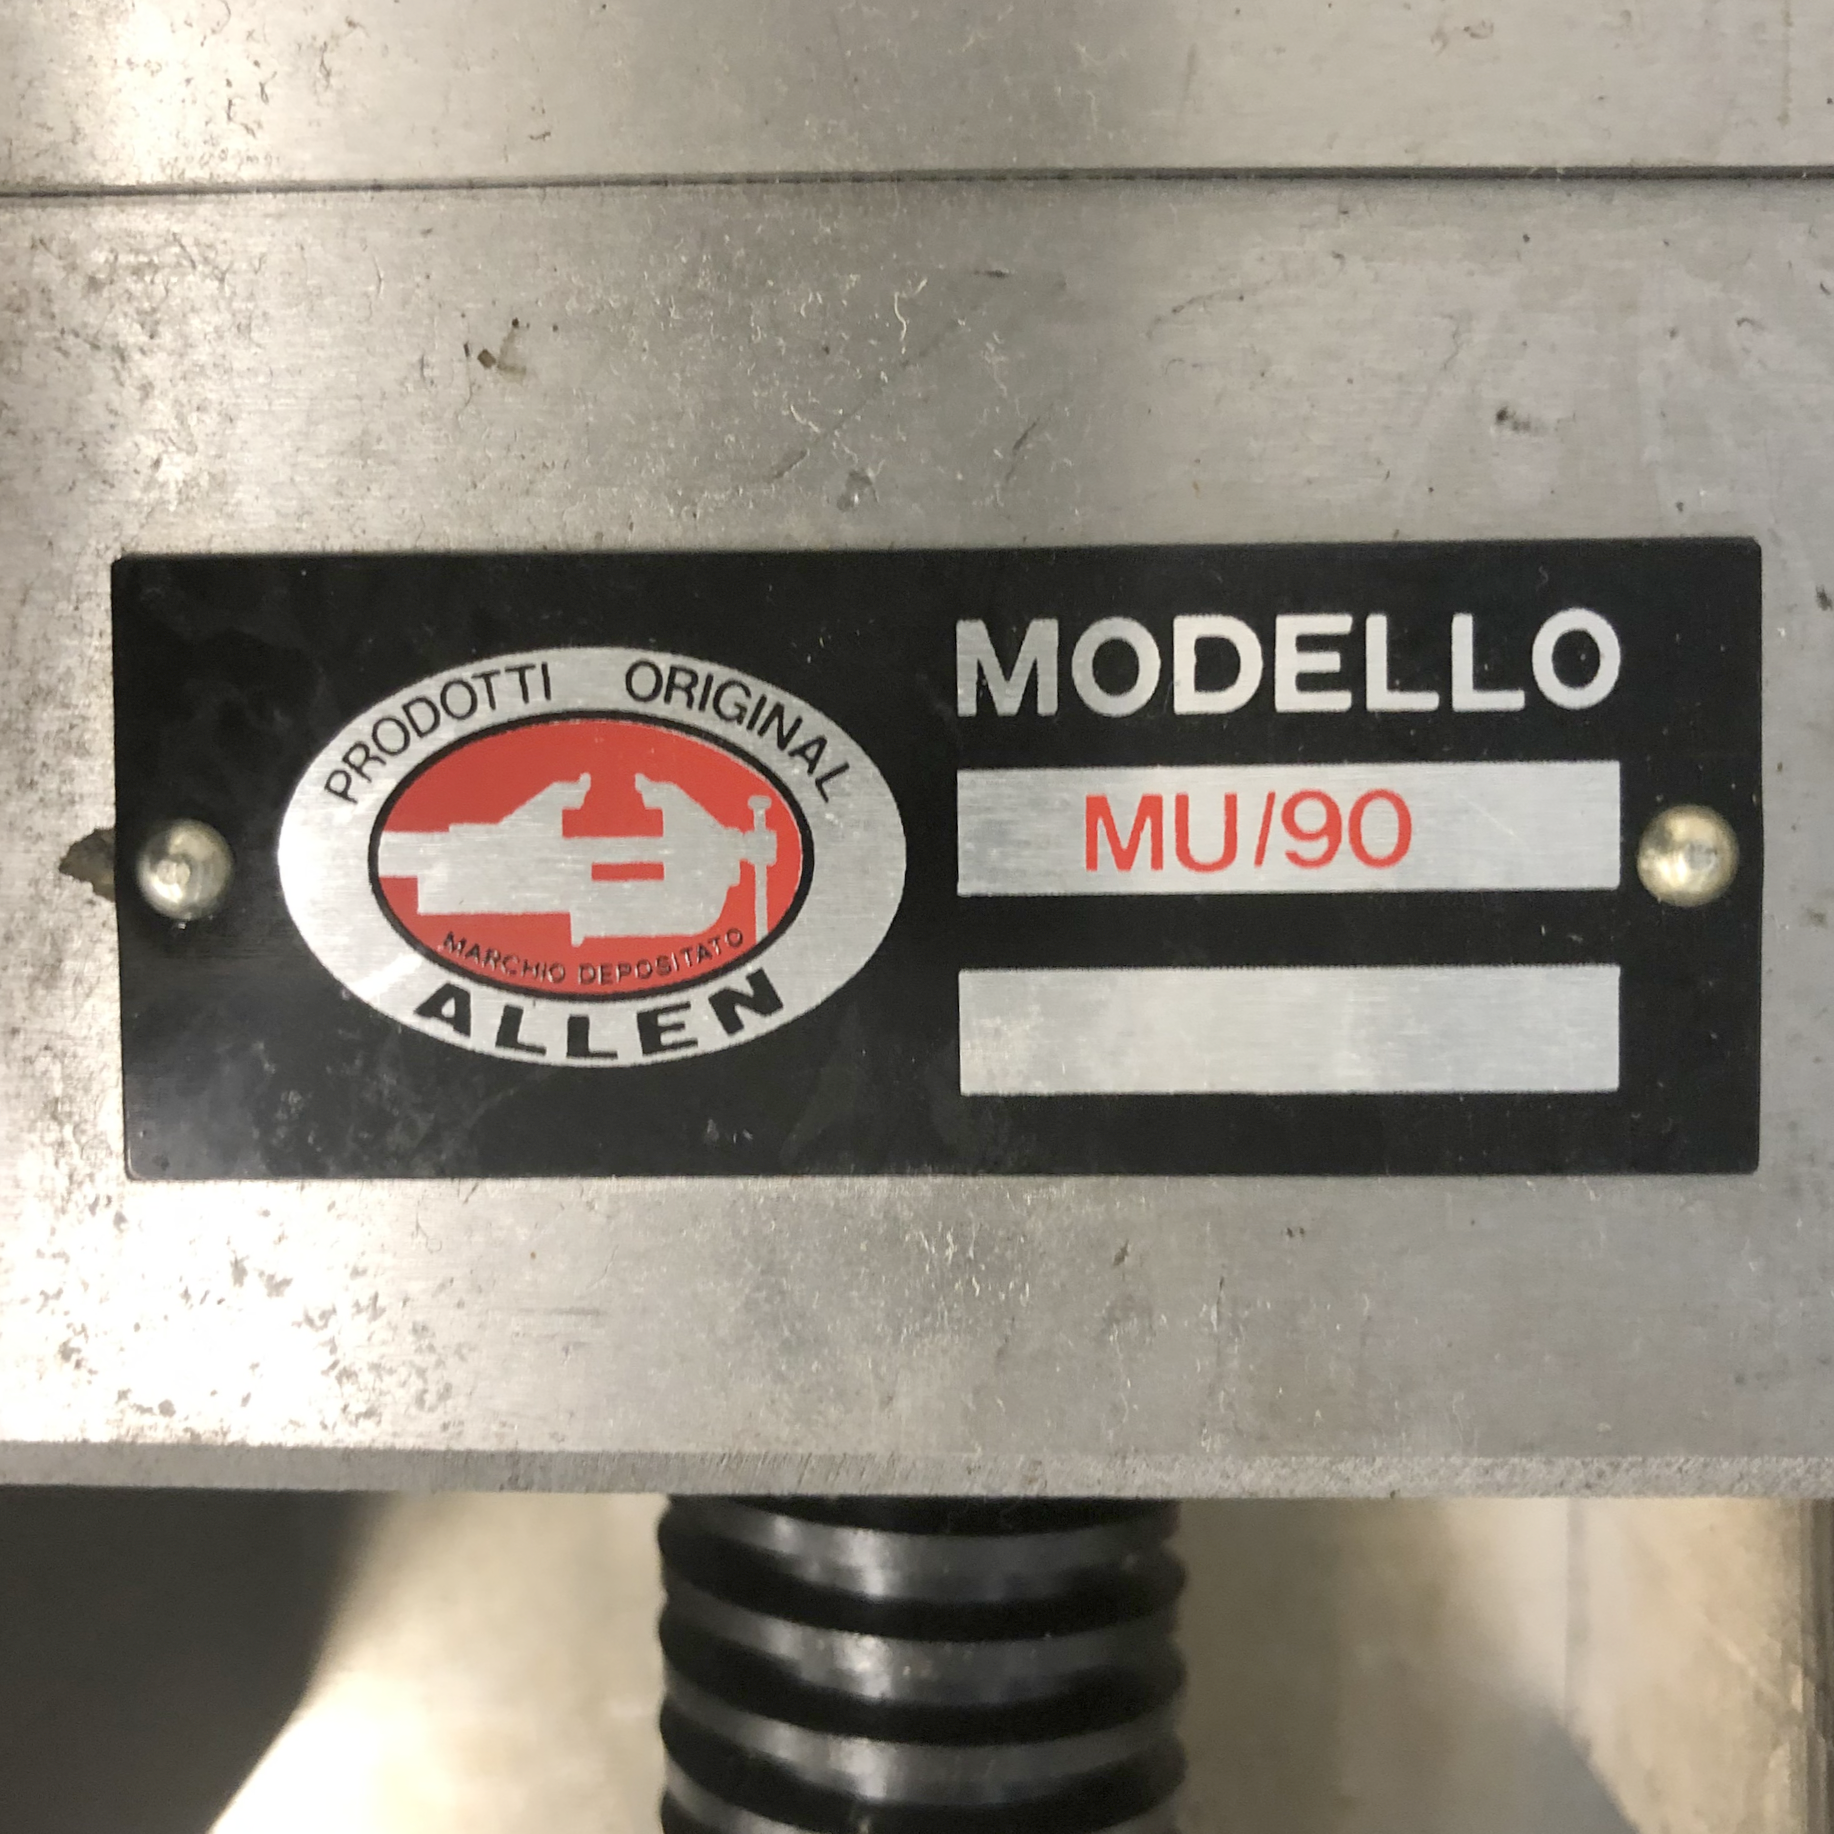 PRODOTTI ORIGINAL
MARCHIO DEPOSITATO
ALLEN
MODELLO
MU/90